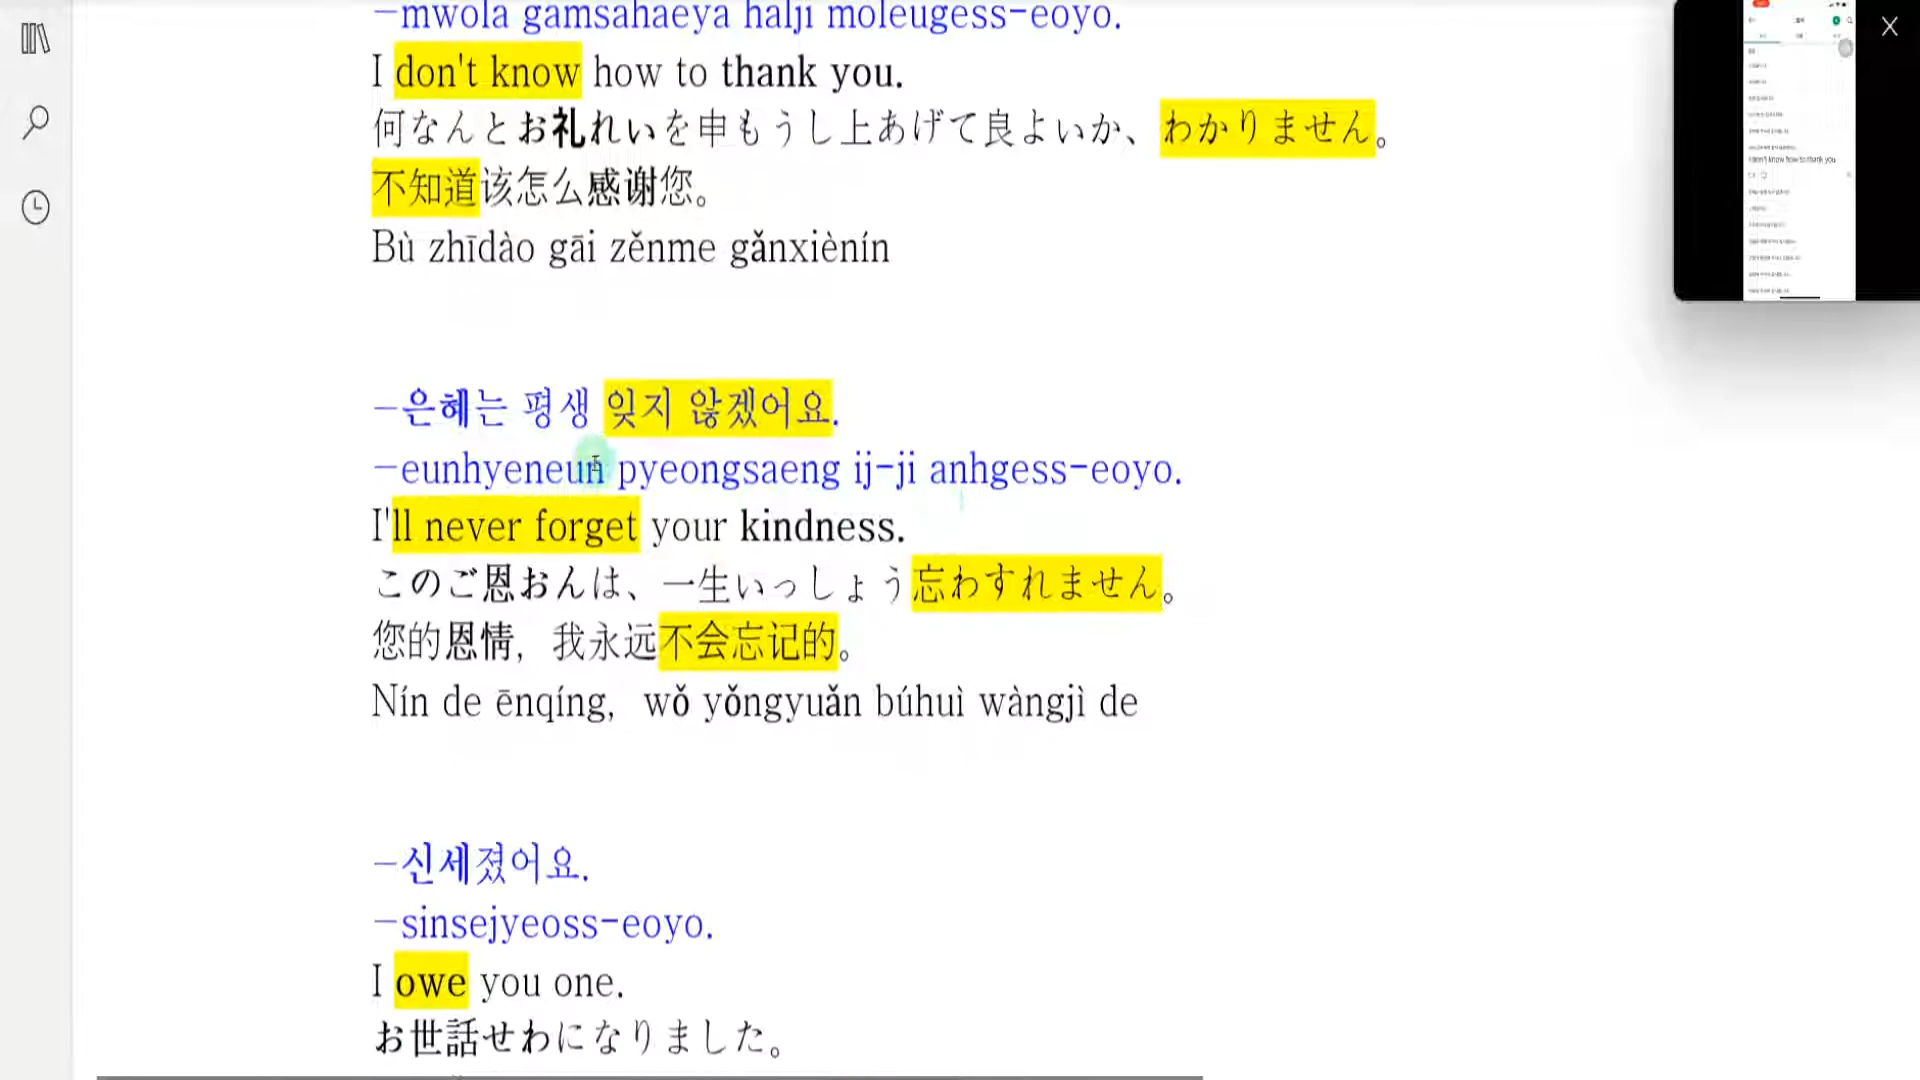 -mwola gamsahaeya halji moleugess-eoyo.
I don't know how to thank you.
何なんとお礼れいを申もうし上あげて良よいか、わかりません。
不知道该怎么感谢您。
Bù zhīdào gāi zěnme gǎnxiènín
-은혜는 평생 잊지 않겠어요.
-eunhyeneun pyeongsaeng ij-ji anhgess-eoyo.
I'll never forget your kindness.
このご恩おんは、一生いっしょう忘わすれません。
您的恩情，我永远不会忘记的。
Nín de ēnqíng,  wǒ yǒngyuǎn búhuì wàngjì de
-신세졌어요.
-sinsejyeoss-eoyo.
I owe you one.
お世話せわになりました。
I don't know how to thank you